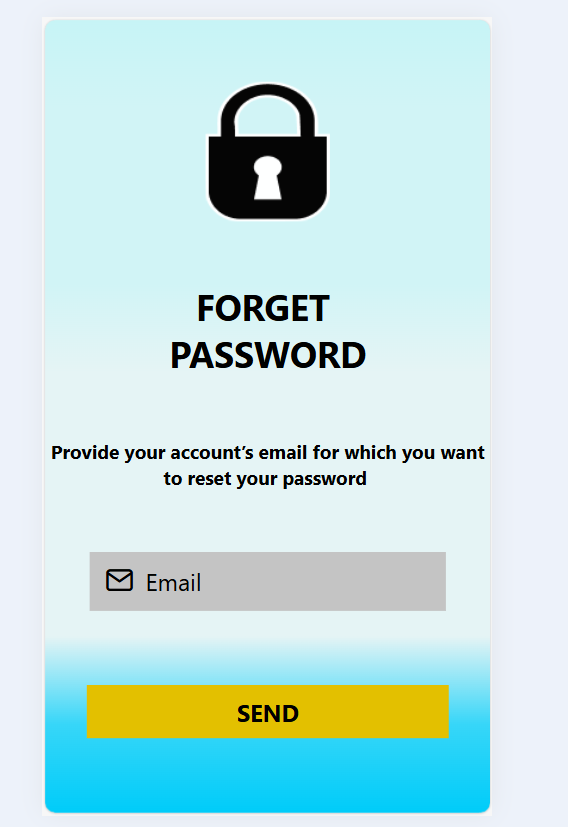 FORGET
PASSWORD
Provide your account’s email for which you want
to reset your password
Email
SEND